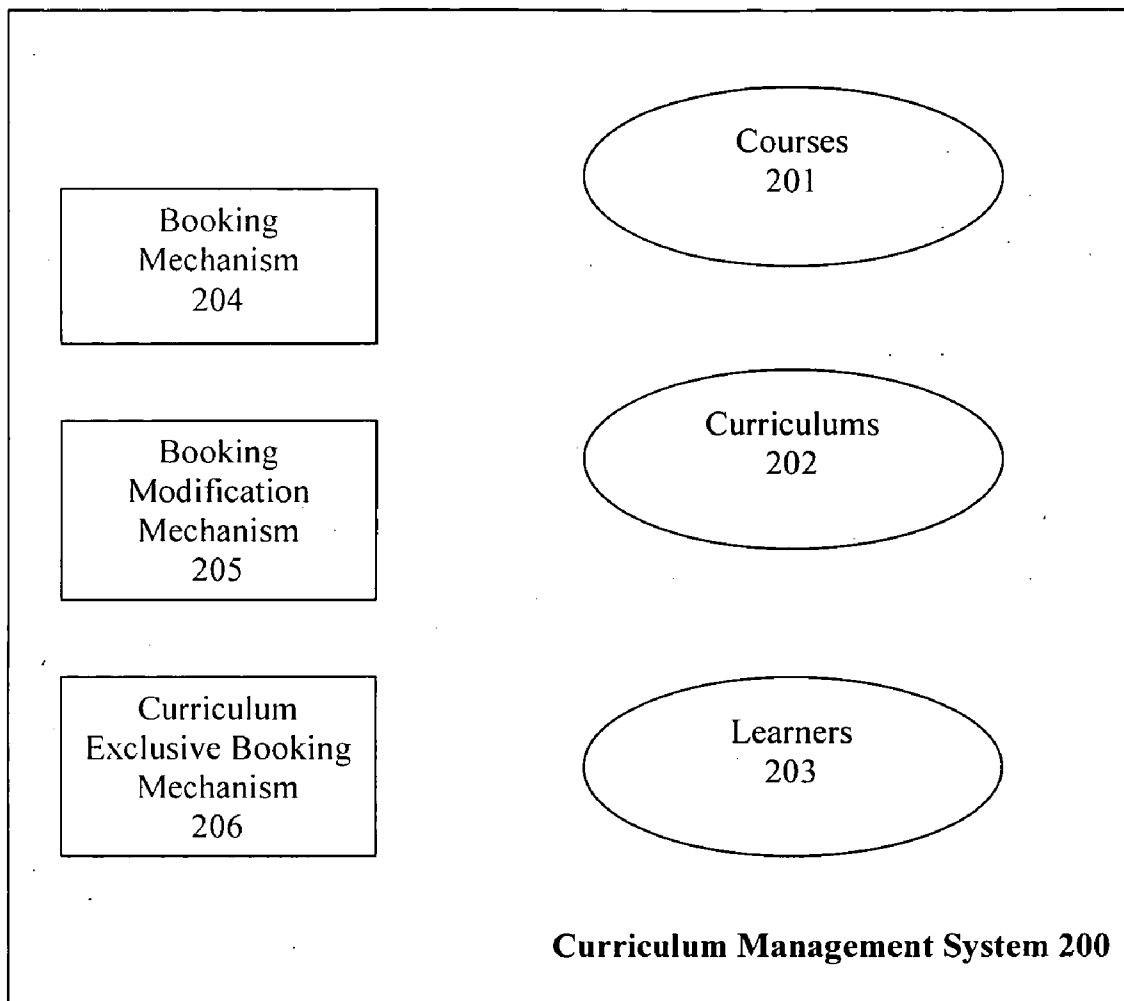 Courses
201
Booking
Mechanism
204
Curriculums
202
Booking
Modification
Mechanism
205
Curriculum
Exclusive Booking
Mechanism
206
Learners
203
Curriculum Management System 200